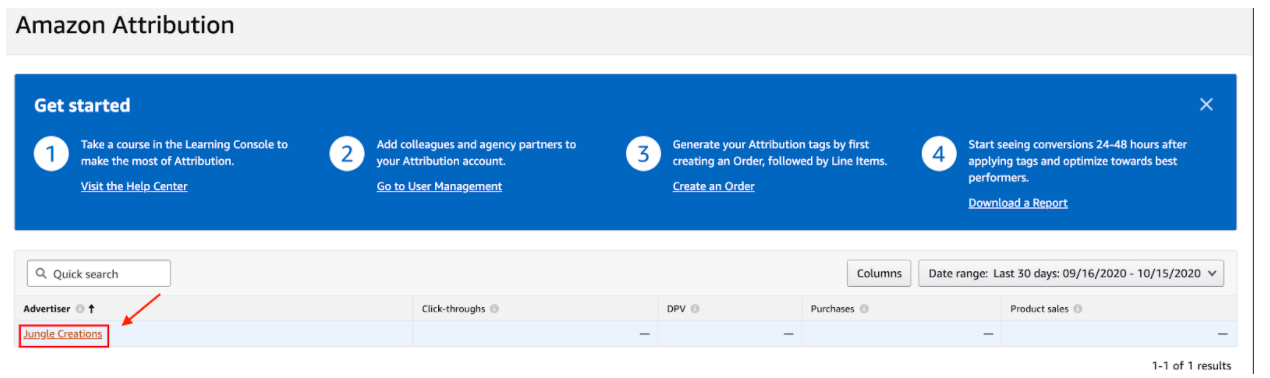 Amazon Attribution
Get started
1
Take a course in the Learning Console to
make the most of Attribution.
Visit the Help Center
2
Add colleagues and agency partners to
your Attribution account.
Go to User Management
3
Generate your Attribution tags by first
creating an Order, followed by Line Items.
Create an Order
4
Start seeing conversions 24-48 hours after
applying tags and optimize towards best
performers.
Download a Report
Quick search
Columns
Date range: Last 30 days: 09/16/2020 - 10/15/2020
Advertiser Click-throughs DPV Purchases Product sales
Jungle Creations — — — —
1-1 of 1 results